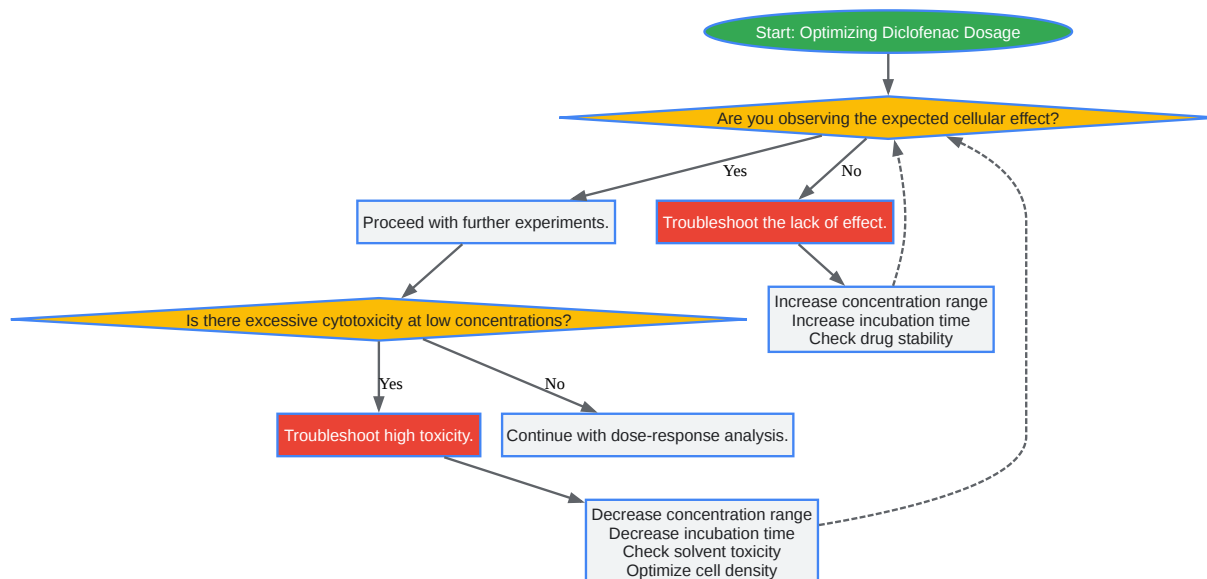 Start: Optimizing Diclofenac Dosage
Are you observing the expected cellular effect?
Yes
No
Proceed with further experiments.
Troubleshoot the lack of effect.
Increase concentration range
Increase incubation time
Check drug stability
Is there excessive cytotoxicity at low concentrations?
Yes
No
Troubleshoot high toxicity.
Continue with dose-response analysis.
Decrease concentration range
Decrease incubation time
Check solvent toxicity
Optimize cell density